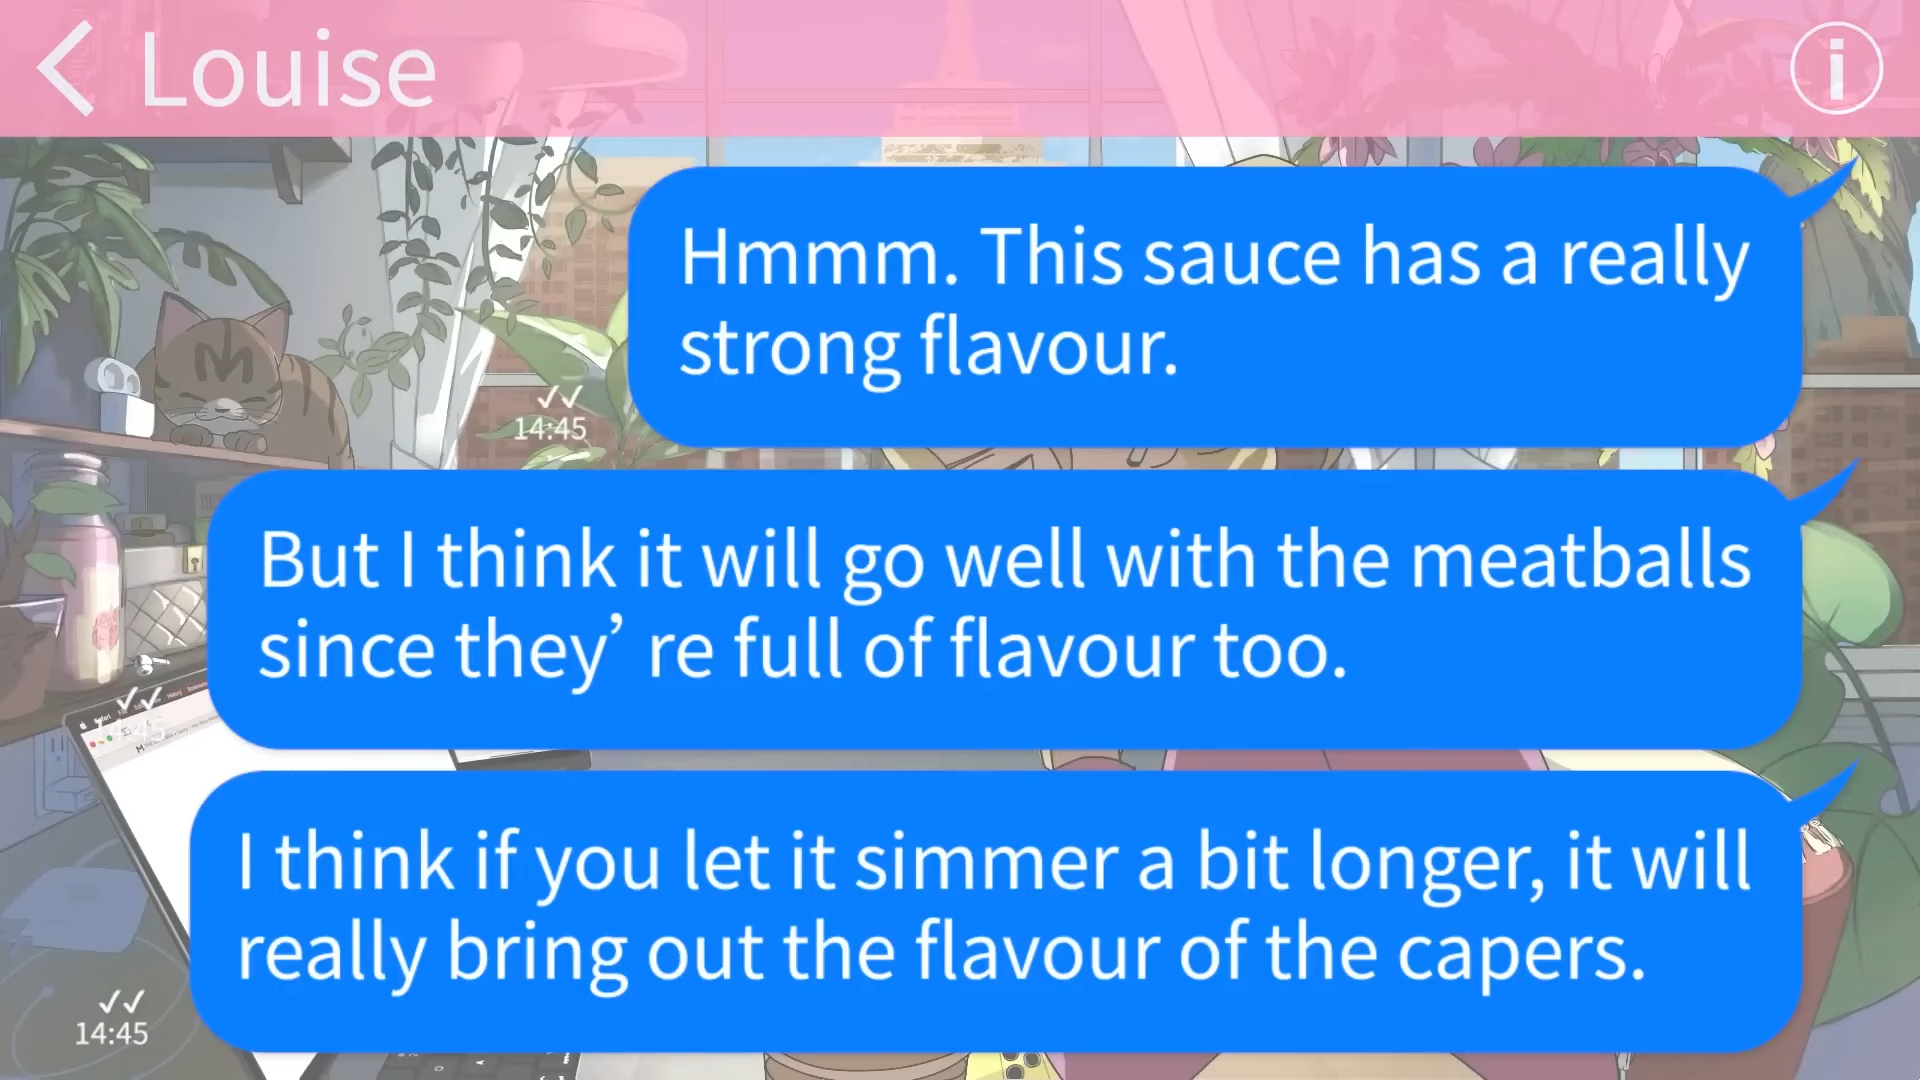 Louise
i
Hmmm. This sauce has a really
strong flavour.
14:45
But I think it will go well with the meatballs
since they’ re full of flavour too.
14:45
I think if you let it simmer a bit longer, it will
really bring out the flavour of the capers.
14:45